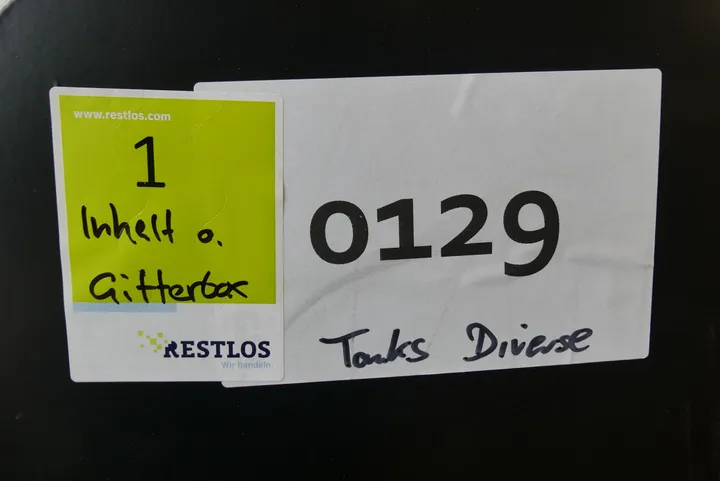 www.restlos.com
1
Inhalt o.
Gitterbox
RESTLOS
Wir handeln.
0129
Tanks Diverse